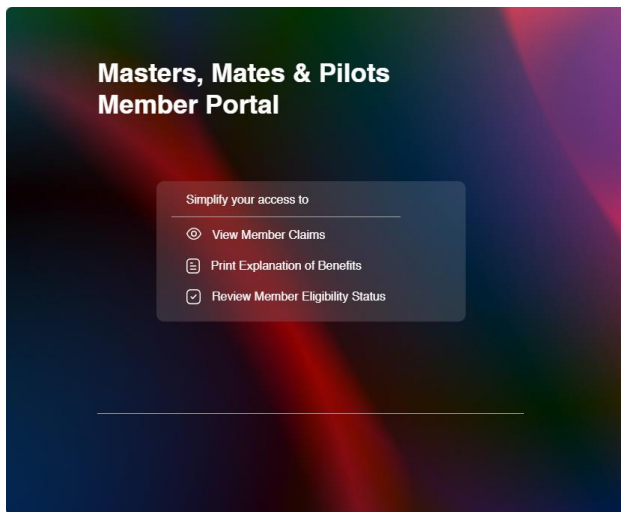 Masters, Mates & Pilots
Member Portal
Simplify your access to
View Member Claims
Print Explanation of Benefits
Review Member Eligibility Status